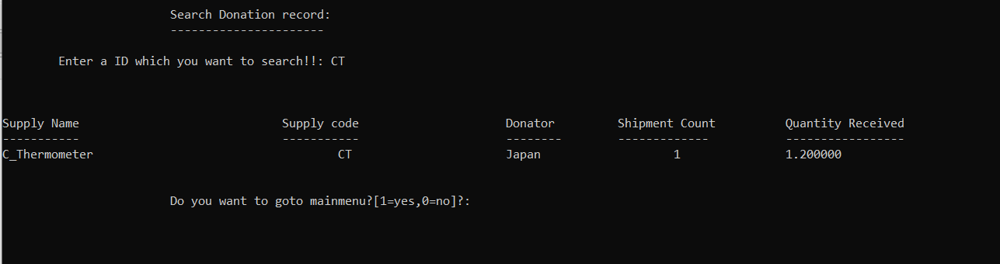 Search Donation record:
----------------------
Enter a ID which you want to search!!: CT
Supply Name Supply code Donator Shipment Count Quantity Received
----------- ----------- -------- ------------- -----------------
C_Thermometer CT Japan 1 1.200000
Do you want to goto mainmenu?[1=yes,0=no]?: